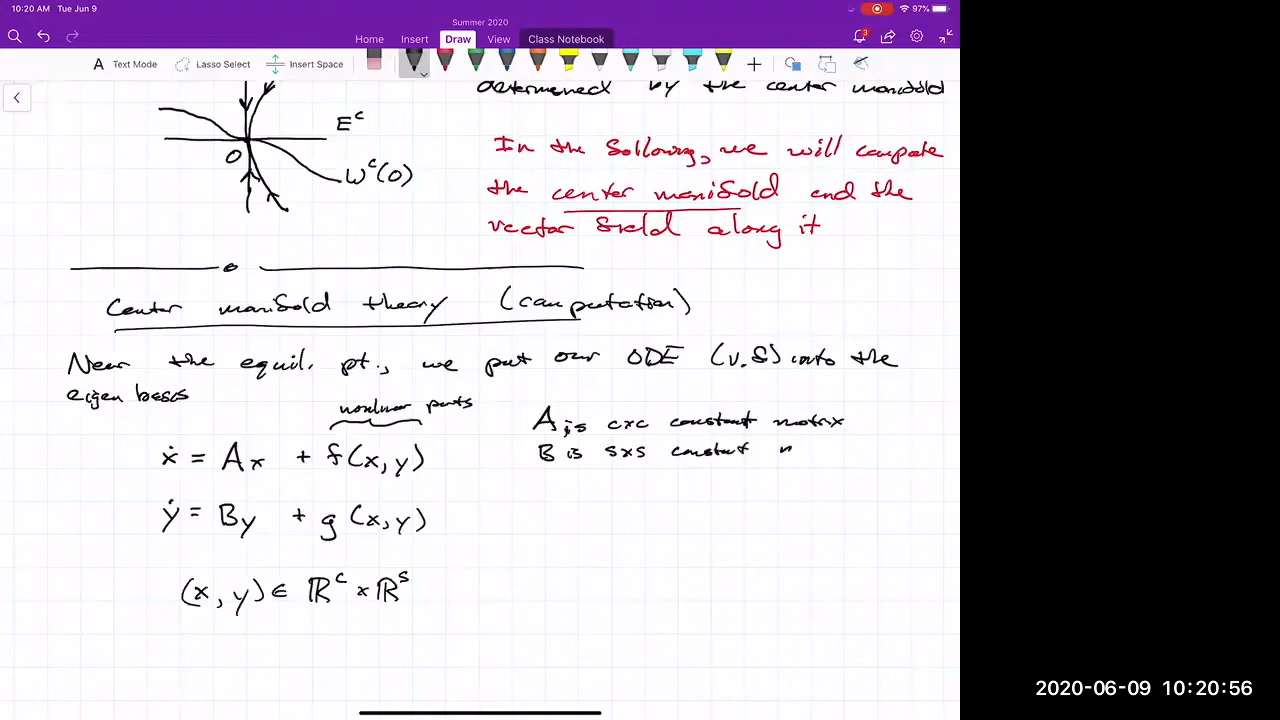 10:20 AM Tue Jun 9
97%
Summer 2020
Home Insert Draw View Class Notebook
3
A Text Mode Lasso Select Insert Space
determined by the center manifold
E^c
O
W^c(O)
In the following, we will compute
the center manifold and the
vector field along it
Center manifold theory (computation)
Near the equil. pt., we put our ODE (v.f) into the
eigen basis
nonlinear parts
A is c×c constant matrix
B is s×s constant
ẋ = Ax + f(x,y)
ẏ = By + g(x,y)
(x,y) ∈ ℝ^c × ℝ^s
2020-06-09 10:20:56